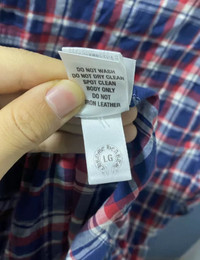 DO NOT WASH
DO NOT DRY CLEAN
SPOT CLEAN
BODY ONLY
DO NOT
IRON LEATHER
LG